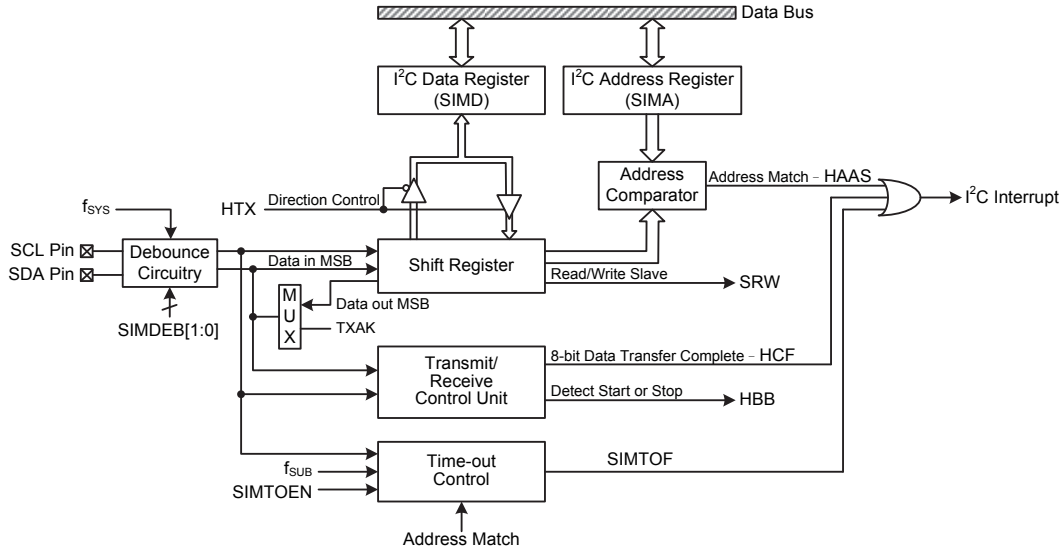 Data Bus
I²C Data Register
(SIMD)
I²C Address Register
(SIMA)
Address
Comparator
Address Match – HAAS
I²C Interrupt
HTX
Direction Control
fSYS
SCL Pin
SDA Pin
Debounce
Circuitry
SIMDEB[1:0]
Data in MSB
Shift Register
Read/Write Slave
SRW
M
U
X
Data out MSB
TXAK
Transmit/
Receive
Control Unit
8-bit Data Transfer Complete – HCF
Detect Start or Stop
HBB
fSUB
SIMTOEN
Time-out
Control
SIMTOF
Address Match